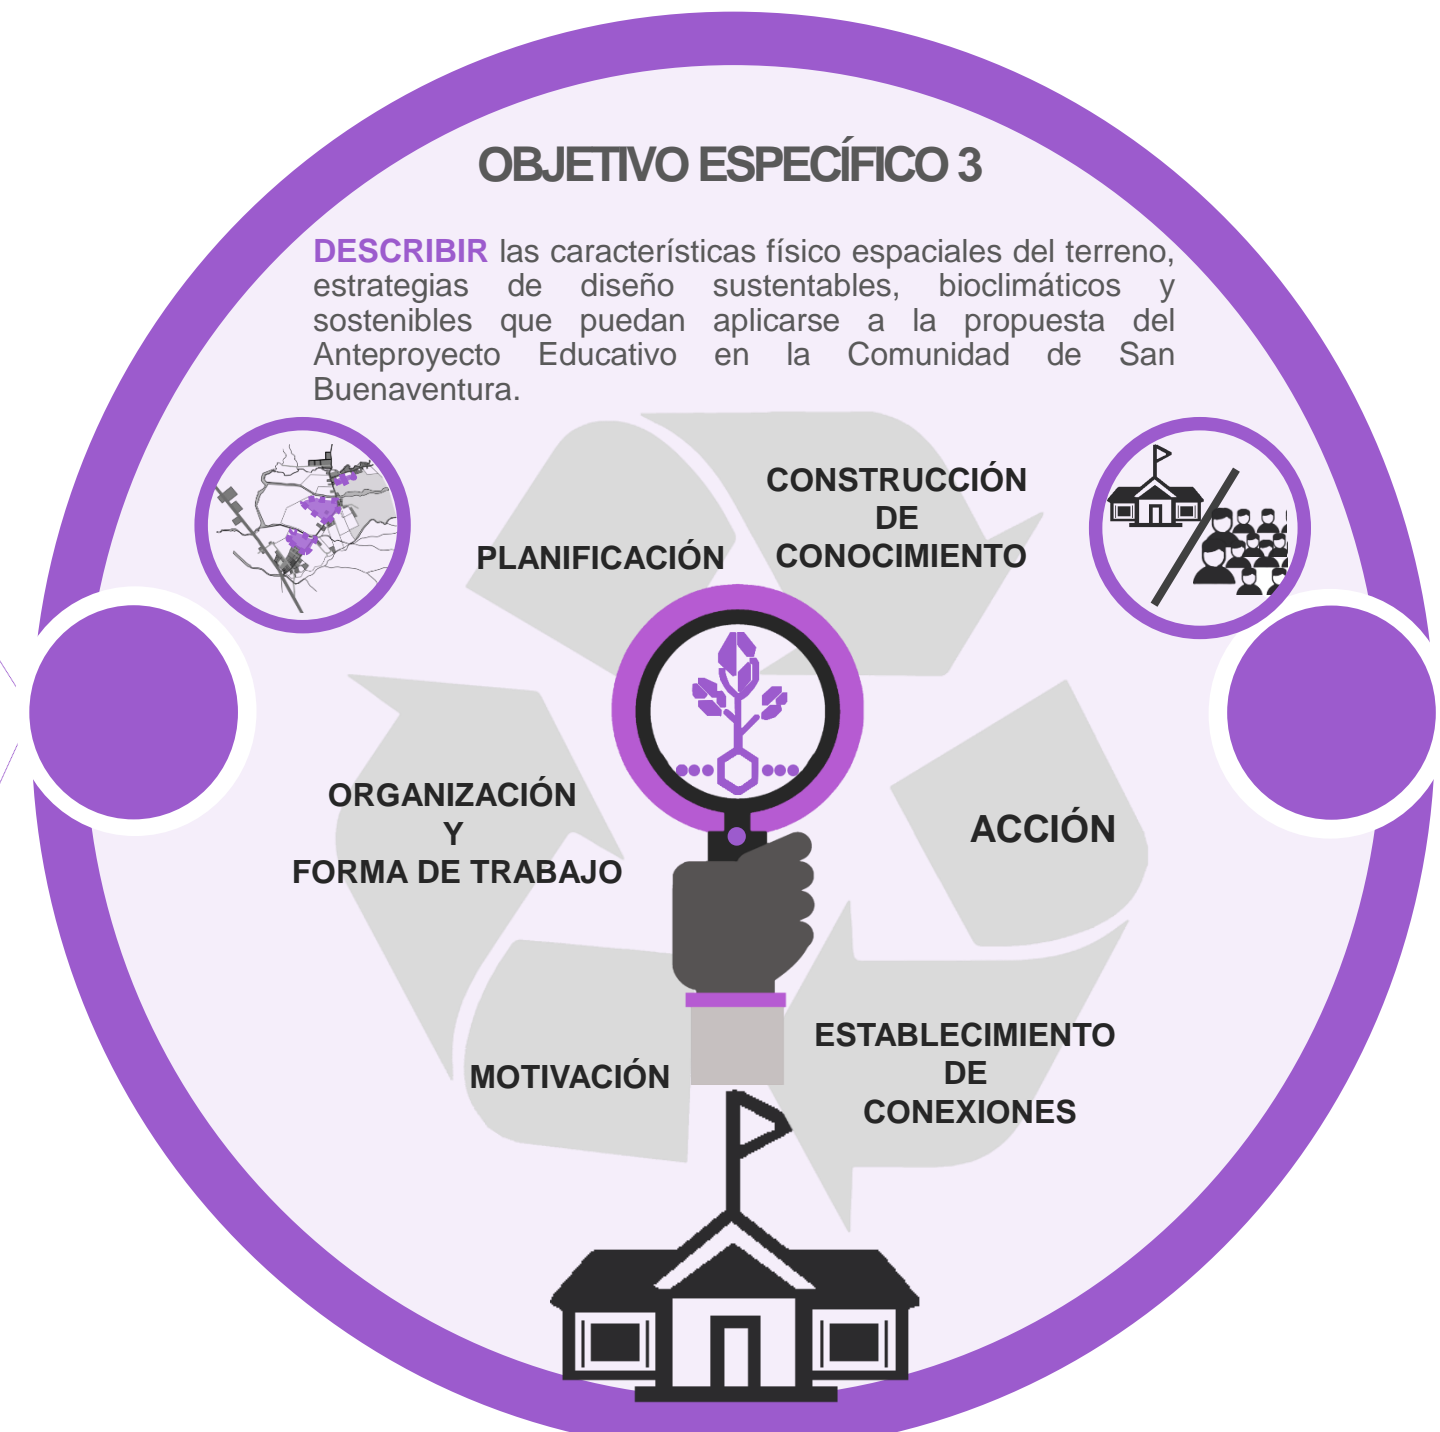 OBJETIVO ESPECÍFICO 3
DESCRIBIR las características físico espaciales del terreno,
estrategias de diseño sustentables, bioclimáticos y
sostenibles que puedan aplicarse a la propuesta del
Anteproyecto Educativo en la Comunidad de San
Buenaventura.
PLANIFICACIÓN
CONSTRUCCIÓN
DE
CONOCIMIENTO
ORGANIZACIÓN
Y
FORMA DE TRABAJO
ACCIÓN
MOTIVACIÓN
ESTABLECIMIENTO
DE
CONEXIONES